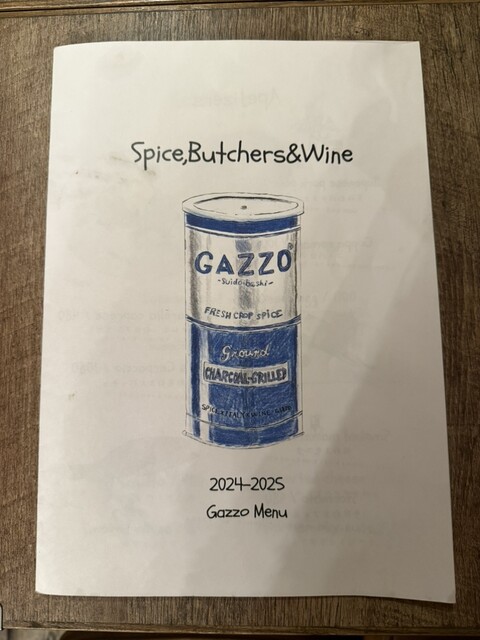 Spice,Butchers&Wine
GAZZO
-Suido bashi-
FRESH CROP SPICE
Ground
CHARCOAL-GRILLED
2024-2025
Gazzo Menu